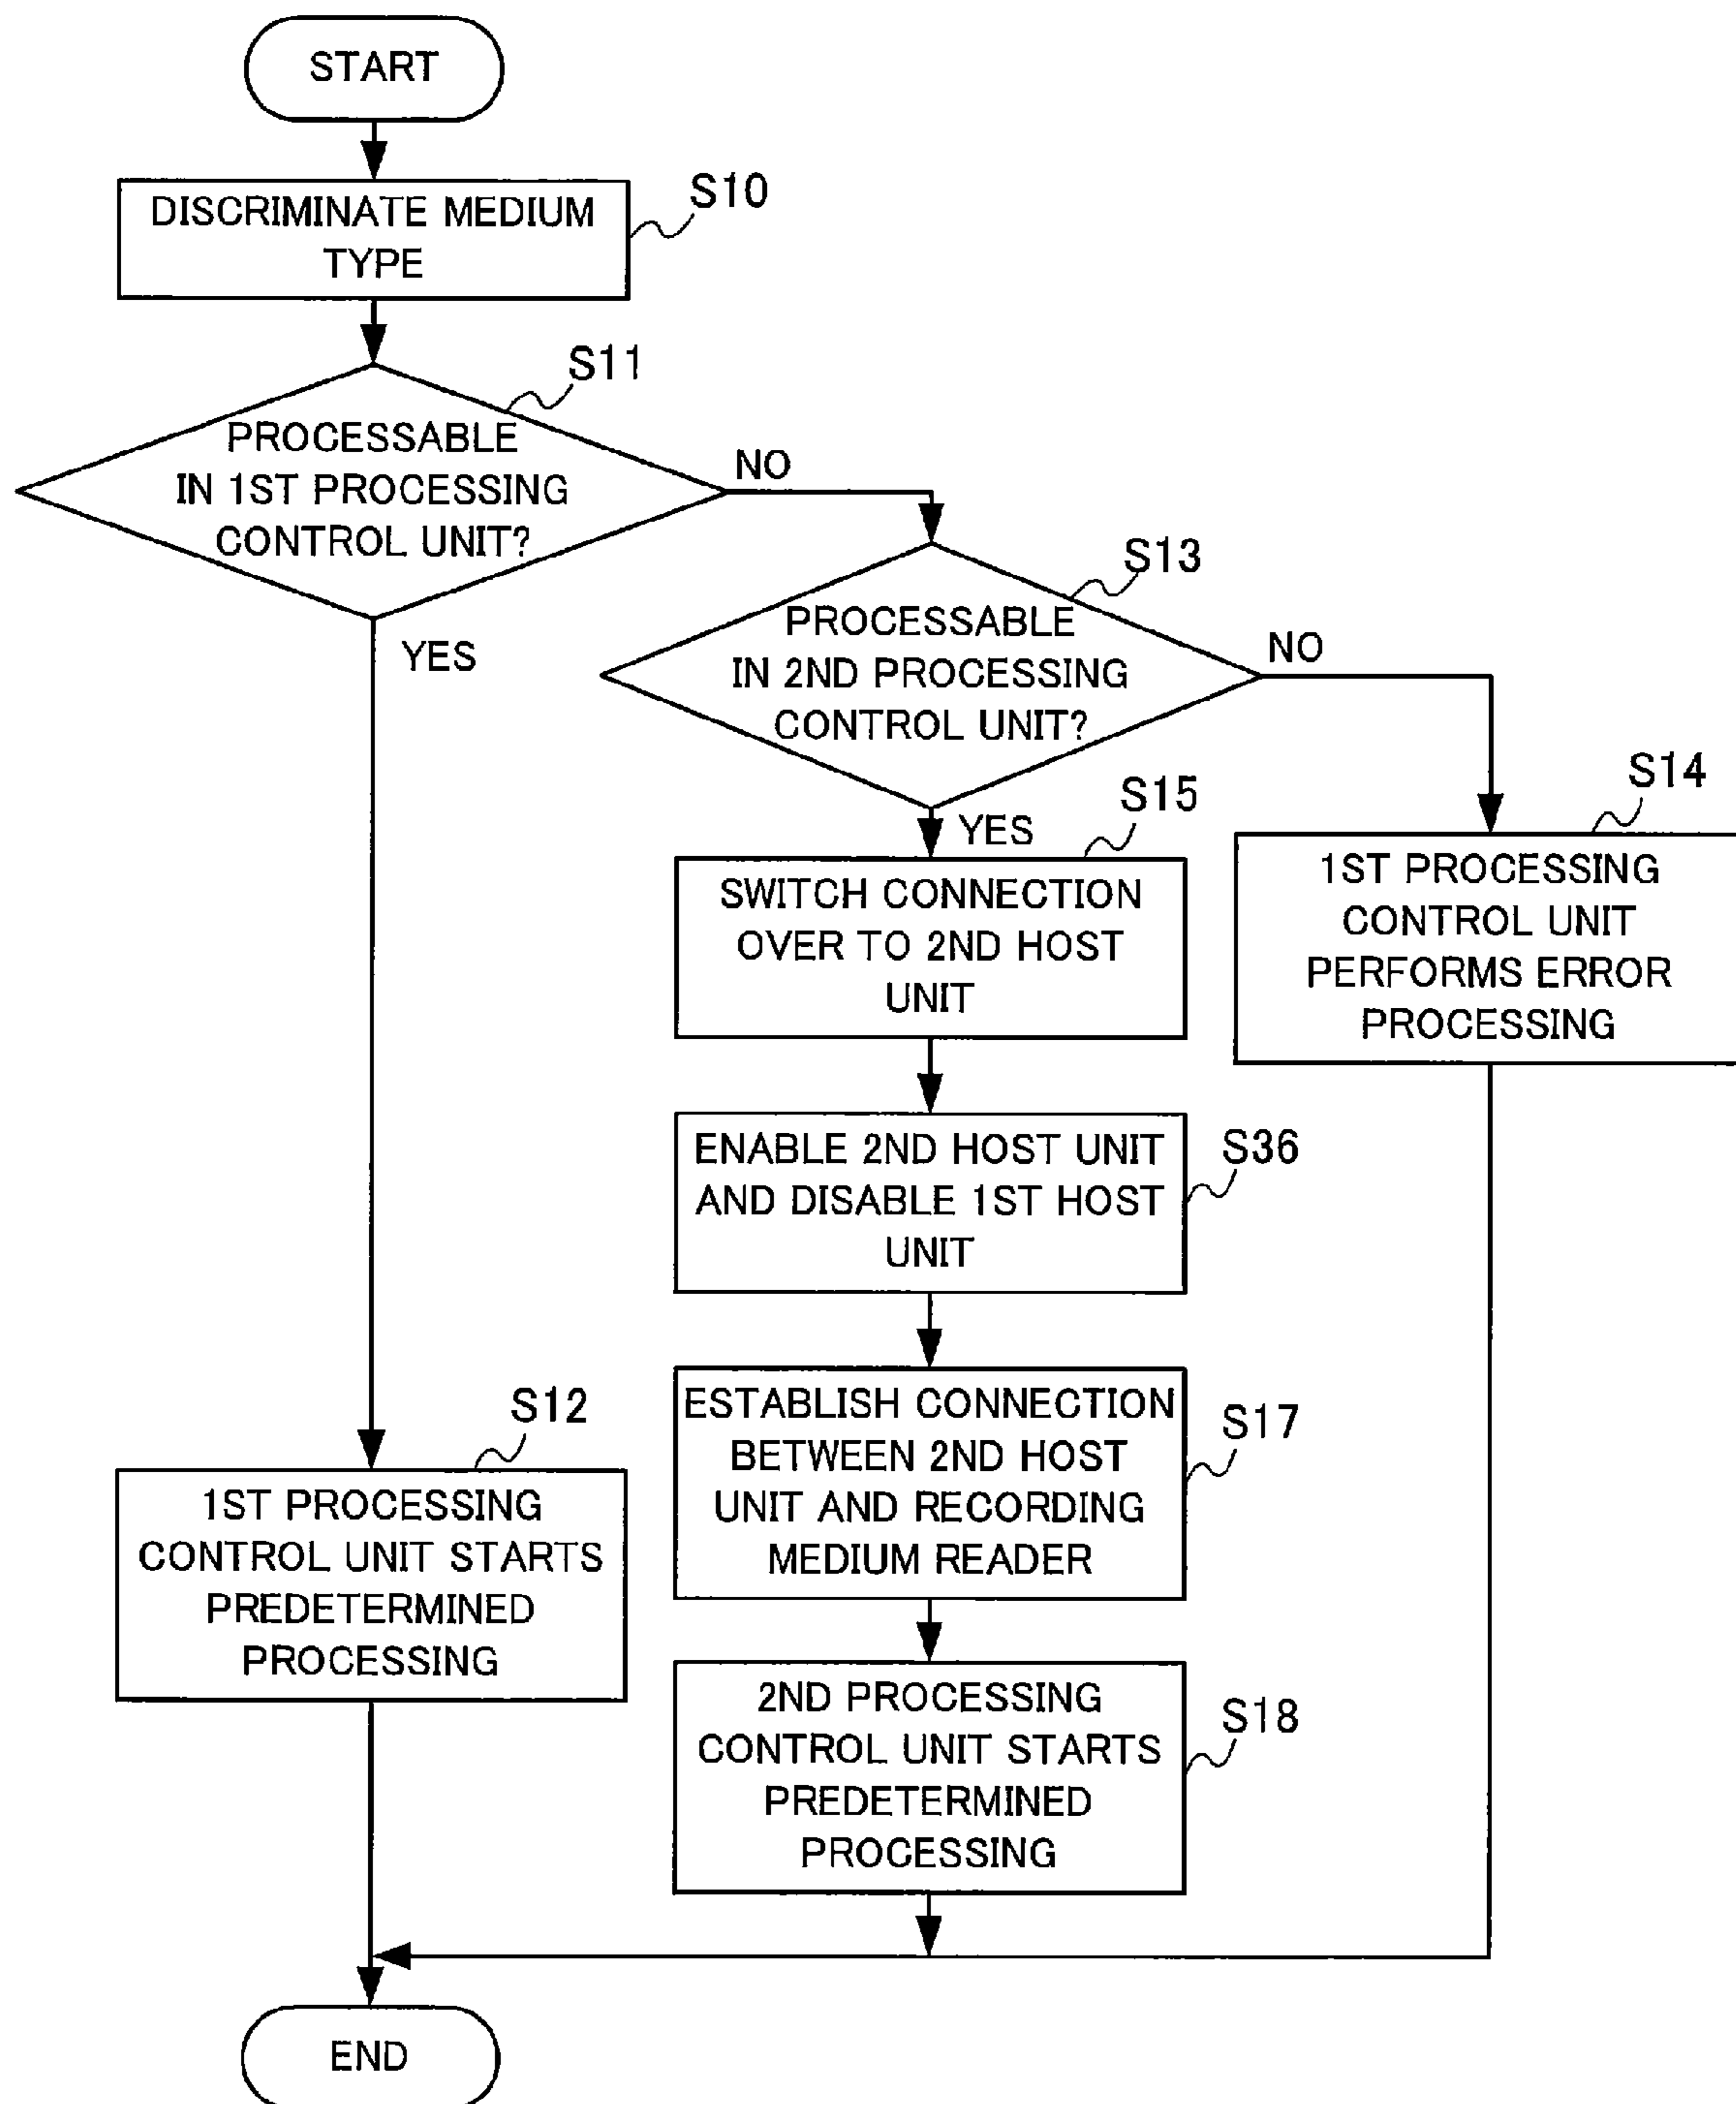 START
DISCRIMINATE MEDIUM
TYPE
S10
S11
PROCESSABLE
IN 1ST PROCESSING
CONTROL UNIT?
NO
YES
S13
PROCESSABLE
IN 2ND PROCESSING
CONTROL UNIT?
NO
YES
S14
1ST PROCESSING
CONTROL UNIT
PERFORMS ERROR
PROCESSING
S15
SWITCH CONNECTION
OVER TO 2ND HOST
UNIT
ENABLE 2ND HOST UNIT
AND DISABLE 1ST HOST
UNIT
S36
ESTABLISH CONNECTION
BETWEEN 2ND HOST
UNIT AND RECORDING
MEDIUM READER
S17
S12
1ST PROCESSING
CONTROL UNIT STARTS
PREDETERMINED
PROCESSING
2ND PROCESSING
CONTROL UNIT STARTS
PREDETERMINED
PROCESSING
S18
END